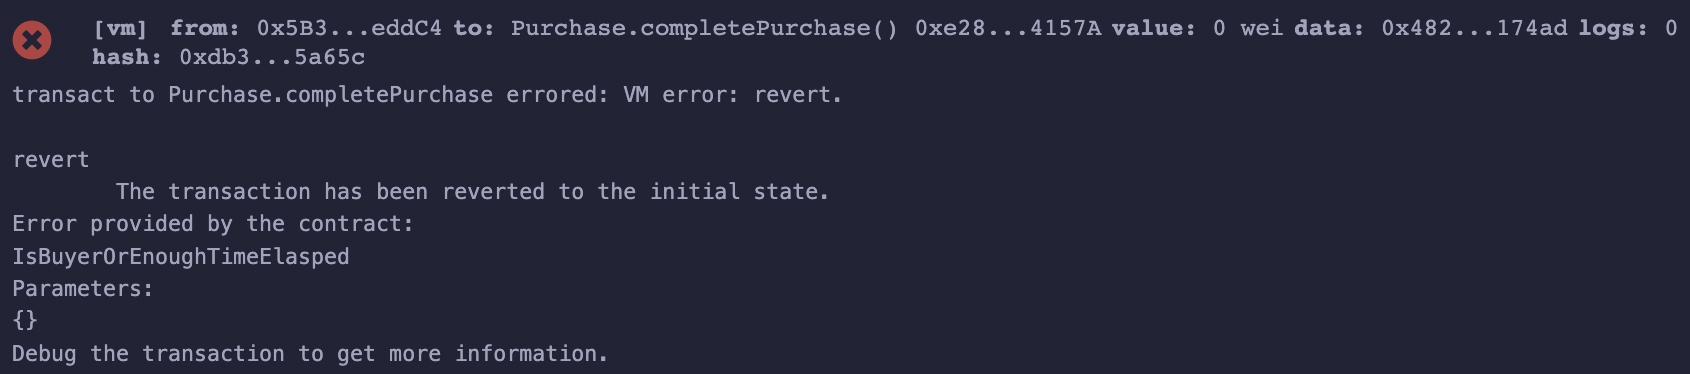 [vm] from: 0x5B3...eddC4 to: Purchase.completePurchase() 0xe28...4157A value: 0 wei data: 0x482...174ad logs: 0
hash: 0xdb3...5a65c
transact to Purchase.completePurchase errored: VM error: revert.
revert
The transaction has been reverted to the initial state.
Error provided by the contract:
IsBuyerOrEnoughTimeElasped
Parameters:
{}
Debug the transaction to get more information.